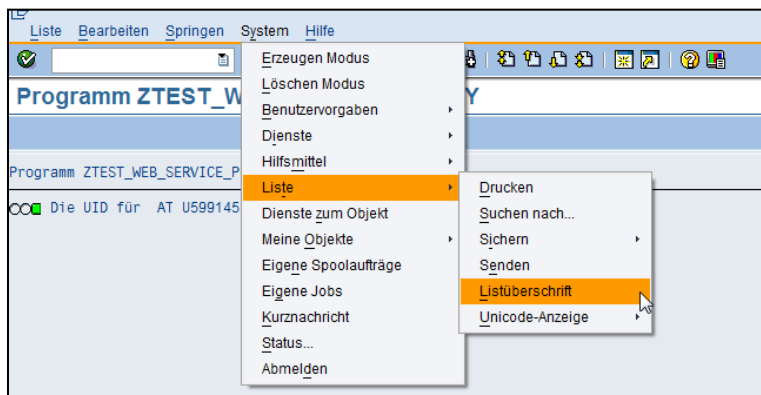 Liste Bearbeiten Springen System Hilfe
Programm ZTEST_W
Y
Programm ZTEST_WEB_SERVICE_P
Die UID für AT U599145
Erzeugen Modus
Löschen Modus
Benutzervorgaben
Dienste
Hilfsmittel
Liste
Dienste zum Objekt
Meine Objekte
Eigene Spoolaufträge
Eigene Jobs
Kurznachricht
Status...
Abmelden
Drucken
Suchen nach...
Sichern
Senden
Listüberschrift
Unicode-Anzeige